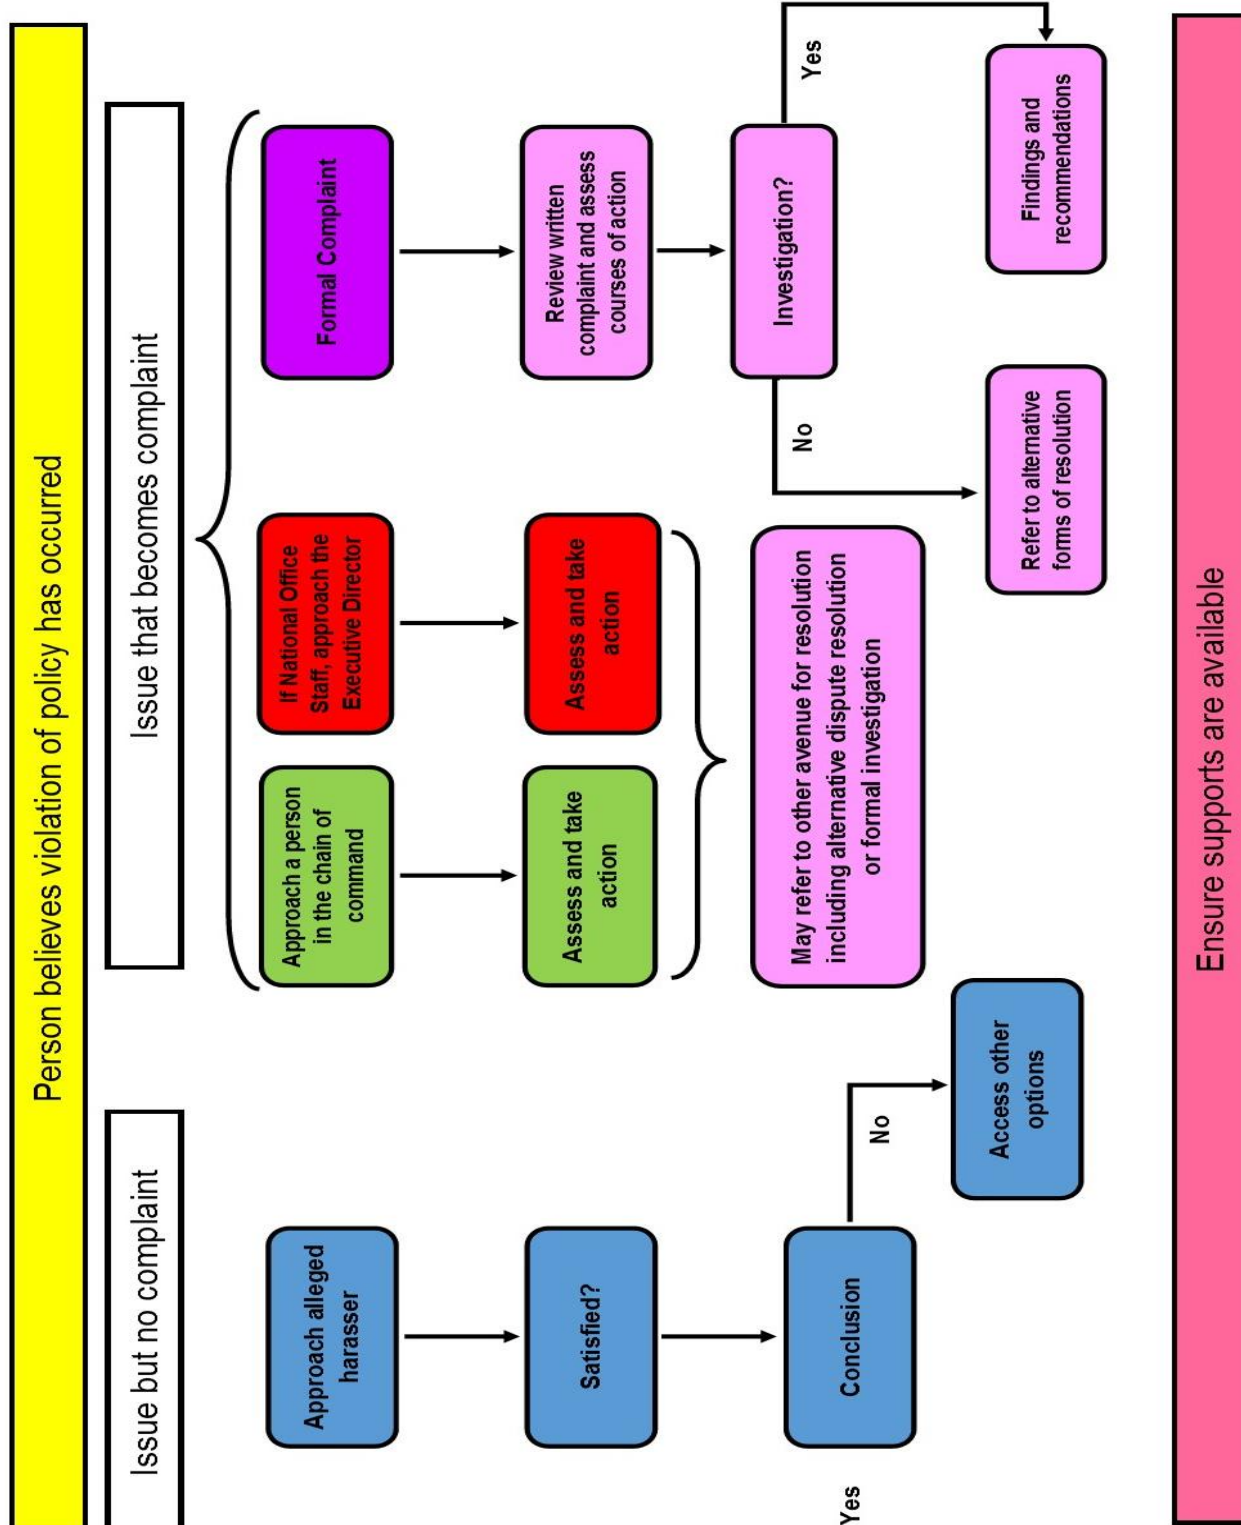 Person believes violation of policy has occurred
Issue but no complaint
Issue that becomes complaint
Approach alleged
harasser
Approach a person
in the chain of
command
If National Office
Staff, approach the
Executive Director
Formal Complaint
Satisfied?
Assess and take
action
Assess and take
action
Review written
complaint and assess
courses of action
Yes
Conclusion
No
May refer to other avenue for resolution
including alternative dispute resolution
or formal investigation
Investigation?
No
Yes
Access other
options
Refer to alternative
forms of resolution
Findings and
recommendations
Ensure supports are available